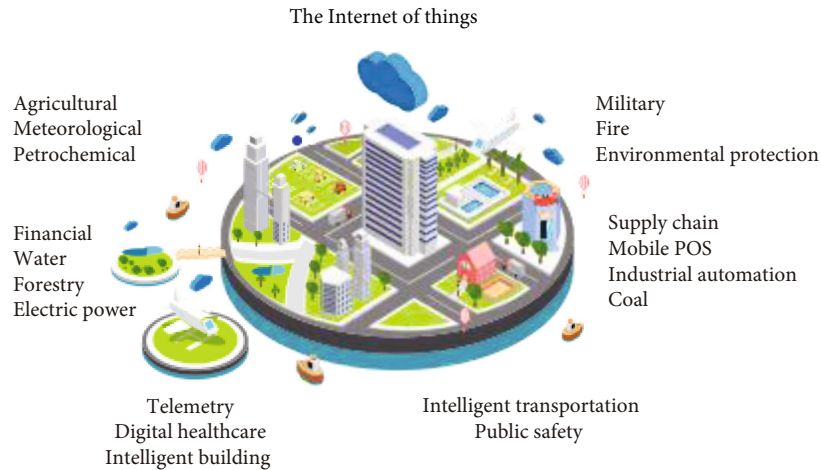 The Internet of things
Agricultural
Meteorological
Petrochemical
Military
Fire
Environmental protection
Financial
Water
Forestry
Electric power
Supply chain
Mobile POS
Industrial automation
Coal
Telemetry
Digital healthcare
Intelligent building
Intelligent transportation
Public safety